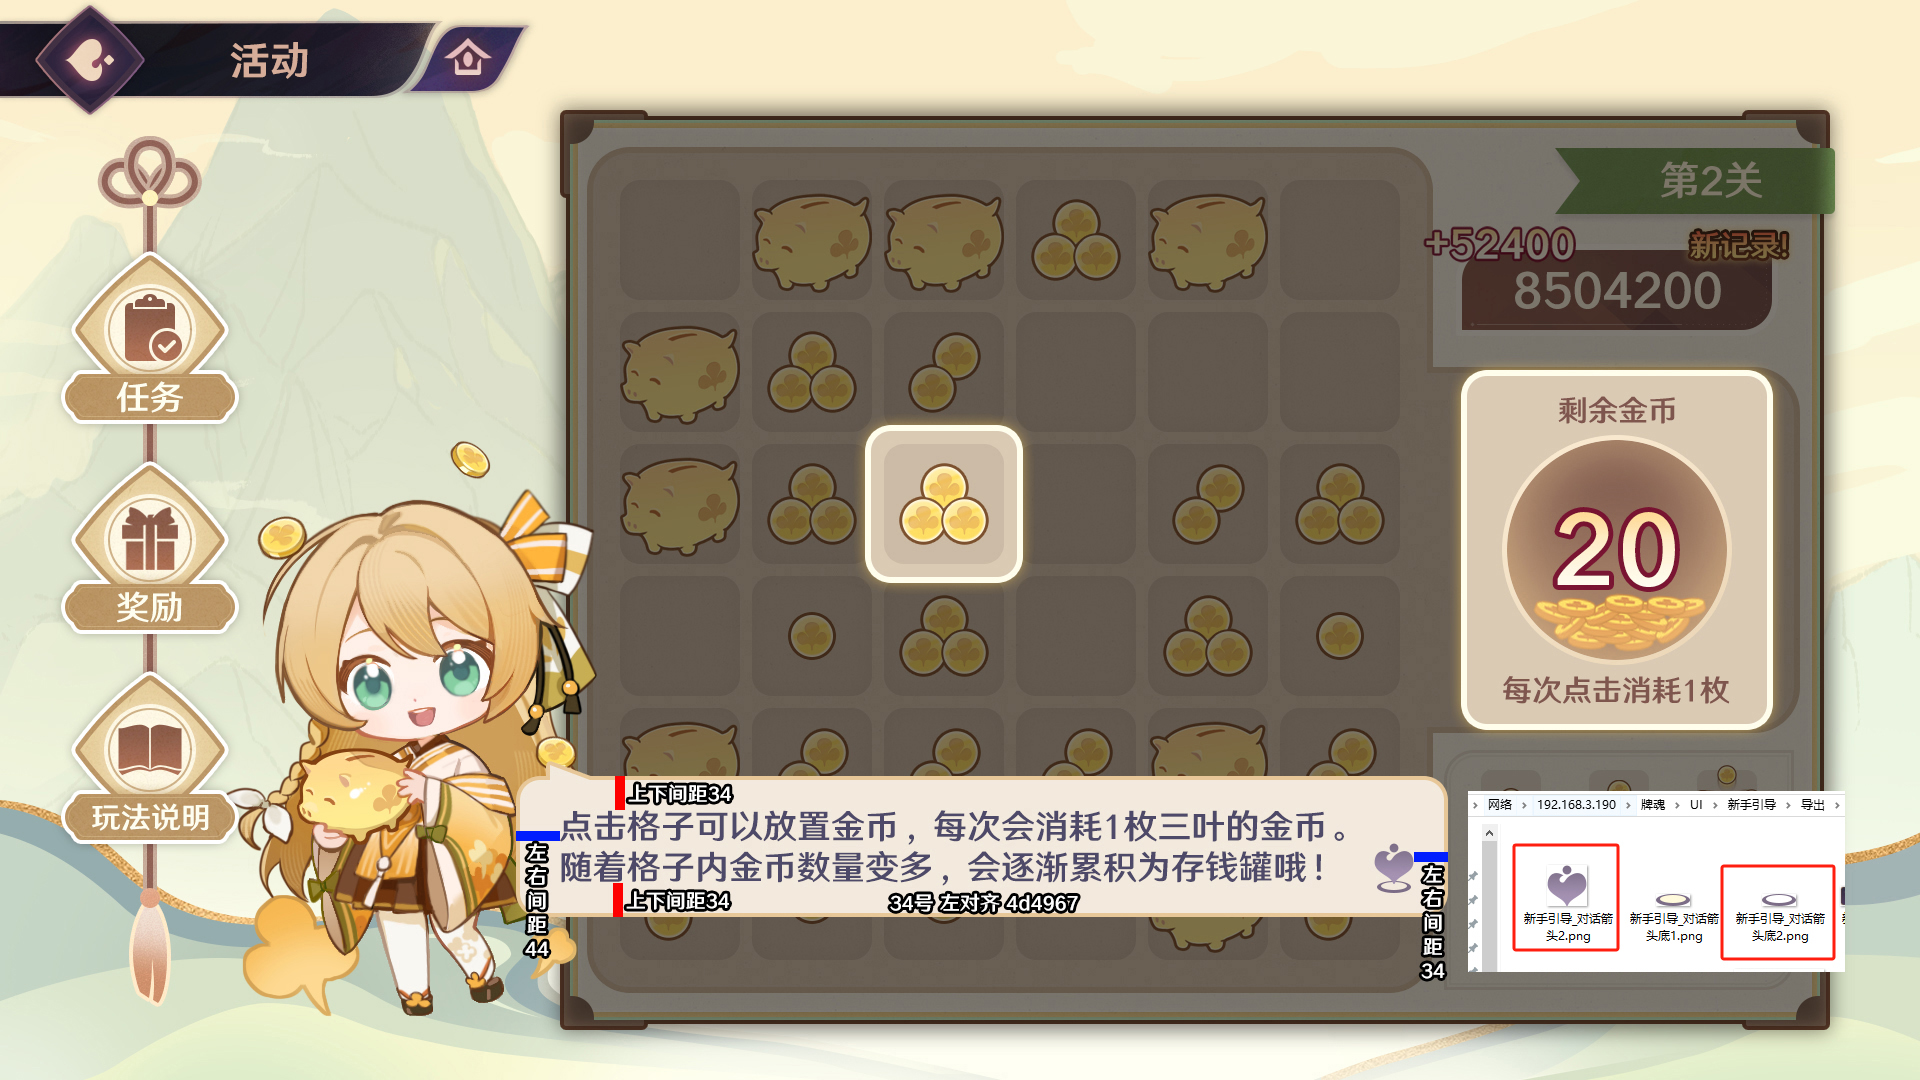 活动
第2关
+52400
新记录!
8504200
任务
剩余金币
20
每次点击消耗1枚
奖励
玩法说明
上下间距34
点击格子可以放置金币，每次会消耗1枚三叶的金币。
随着格子内金币数量变多，会逐渐累积为存钱罐哦！
上下间距34
34号 左对齐 4d4967
左右间距44
左右间距34
网络 > 192.168.3.190 > 牌魂 > UI > 新手引导 > 导出 >
新手引导_对话箭头2.png
新手引导_对话箭头底1.png
新手引导_对话箭头底2.png